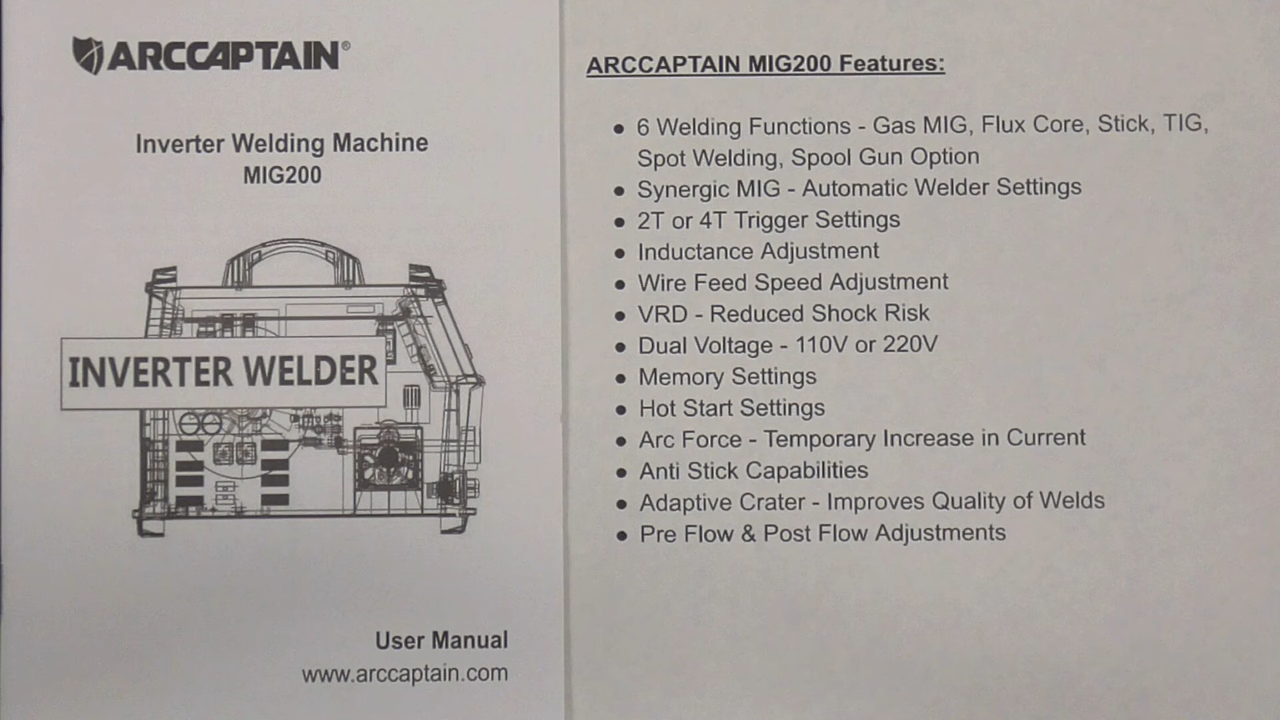 ARCCAPTAIN®
Inverter Welding Machine
MIG200
INVERTER WELDER
User Manual
www.arccaptain.com
ARCCAPTAIN MIG200 Features:
● 6 Welding Functions - Gas MIG, Flux Core, Stick, TIG,
Spot Welding, Spool Gun Option
● Synergic MIG - Automatic Welder Settings
● 2T or 4T Trigger Settings
● Inductance Adjustment
● Wire Feed Speed Adjustment
● VRD - Reduced Shock Risk
● Dual Voltage - 110V or 220V
● Memory Settings
● Hot Start Settings
● Arc Force - Temporary Increase in Current
● Anti Stick Capabilities
● Adaptive Crater - Improves Quality of Welds
● Pre Flow & Post Flow Adjustments